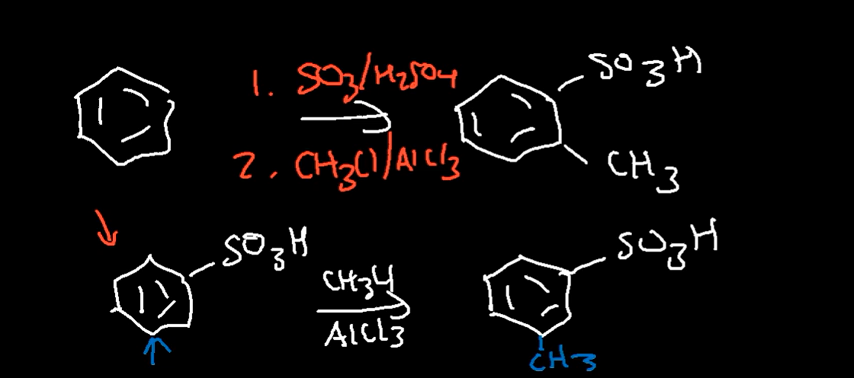 1. SO3/H2SO4
2. CH3Cl/AlCl3
SO3H
CH3
SO3H
CH3Cl
AlCl3
SO3H
CH3